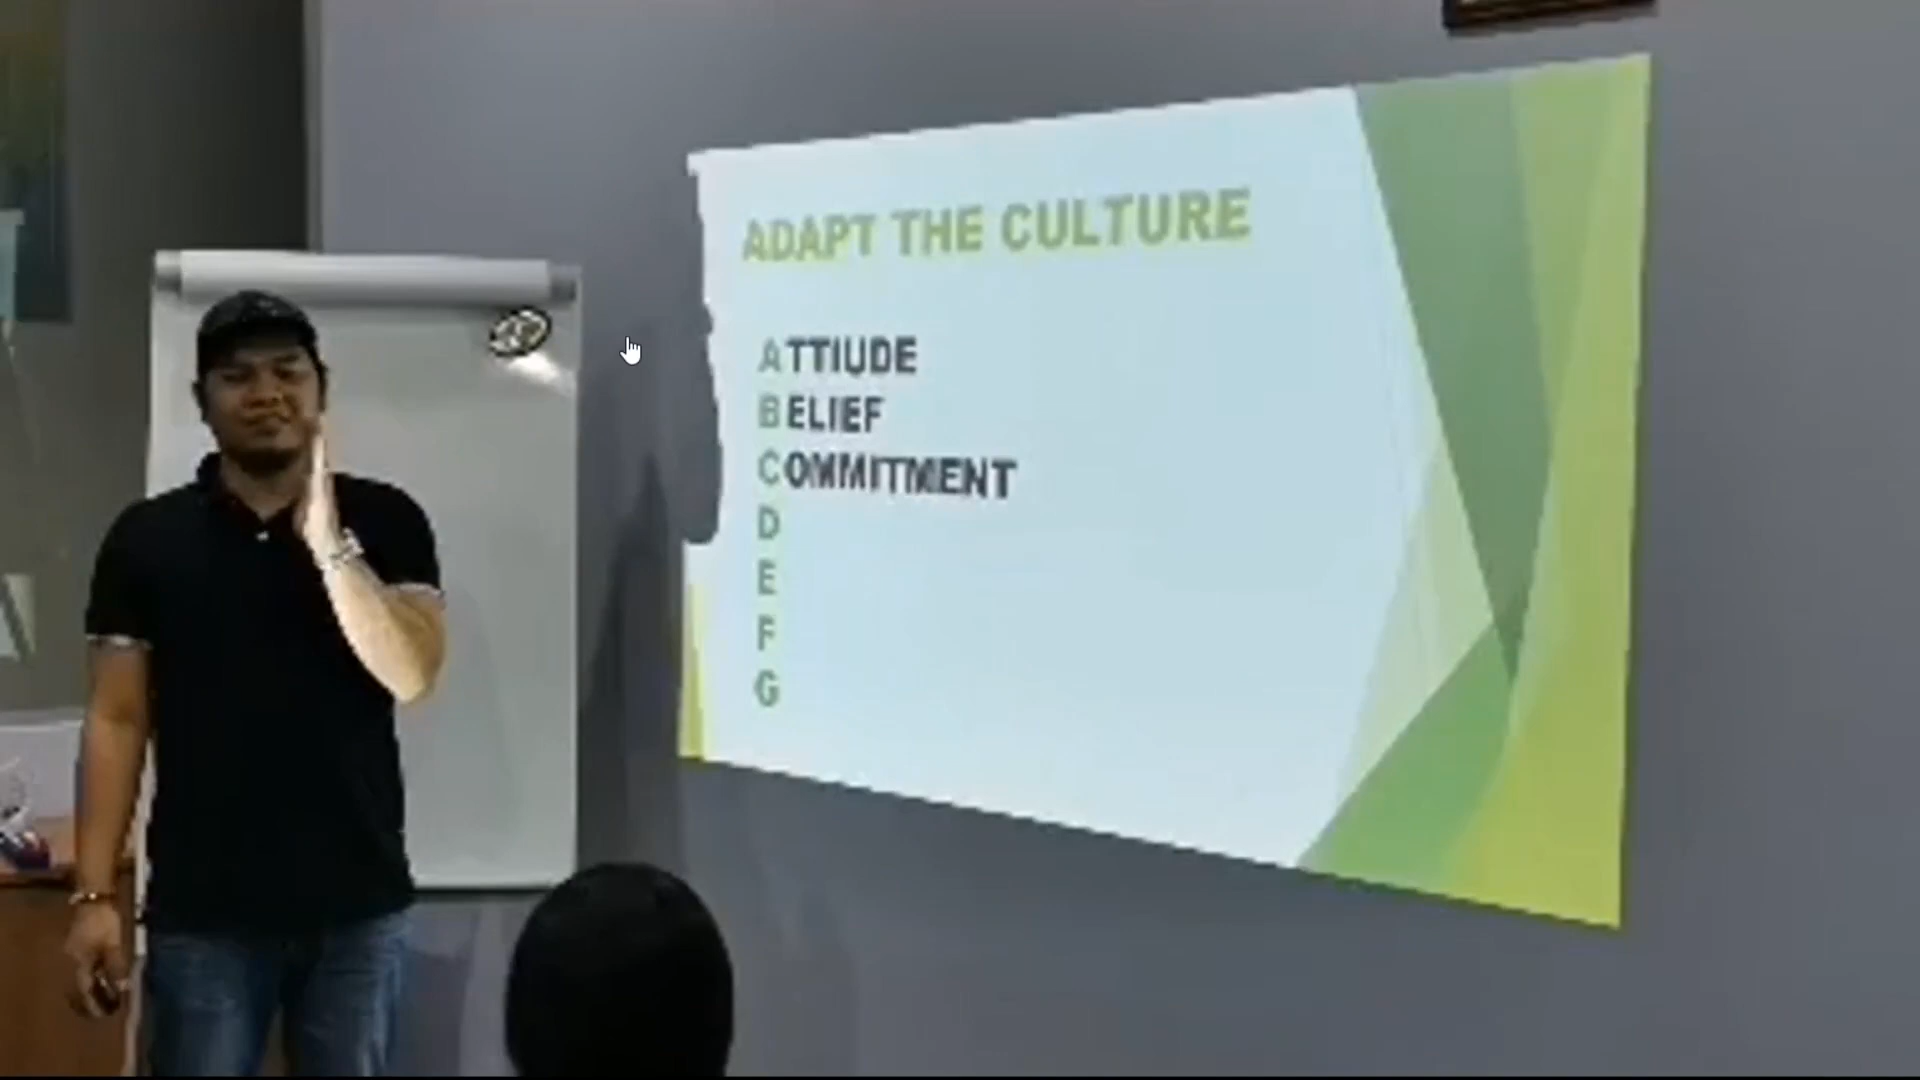 ADAPT THE CULTURE
ATTIUDE
BELIEF
COMMITMENT
D
E
F
G